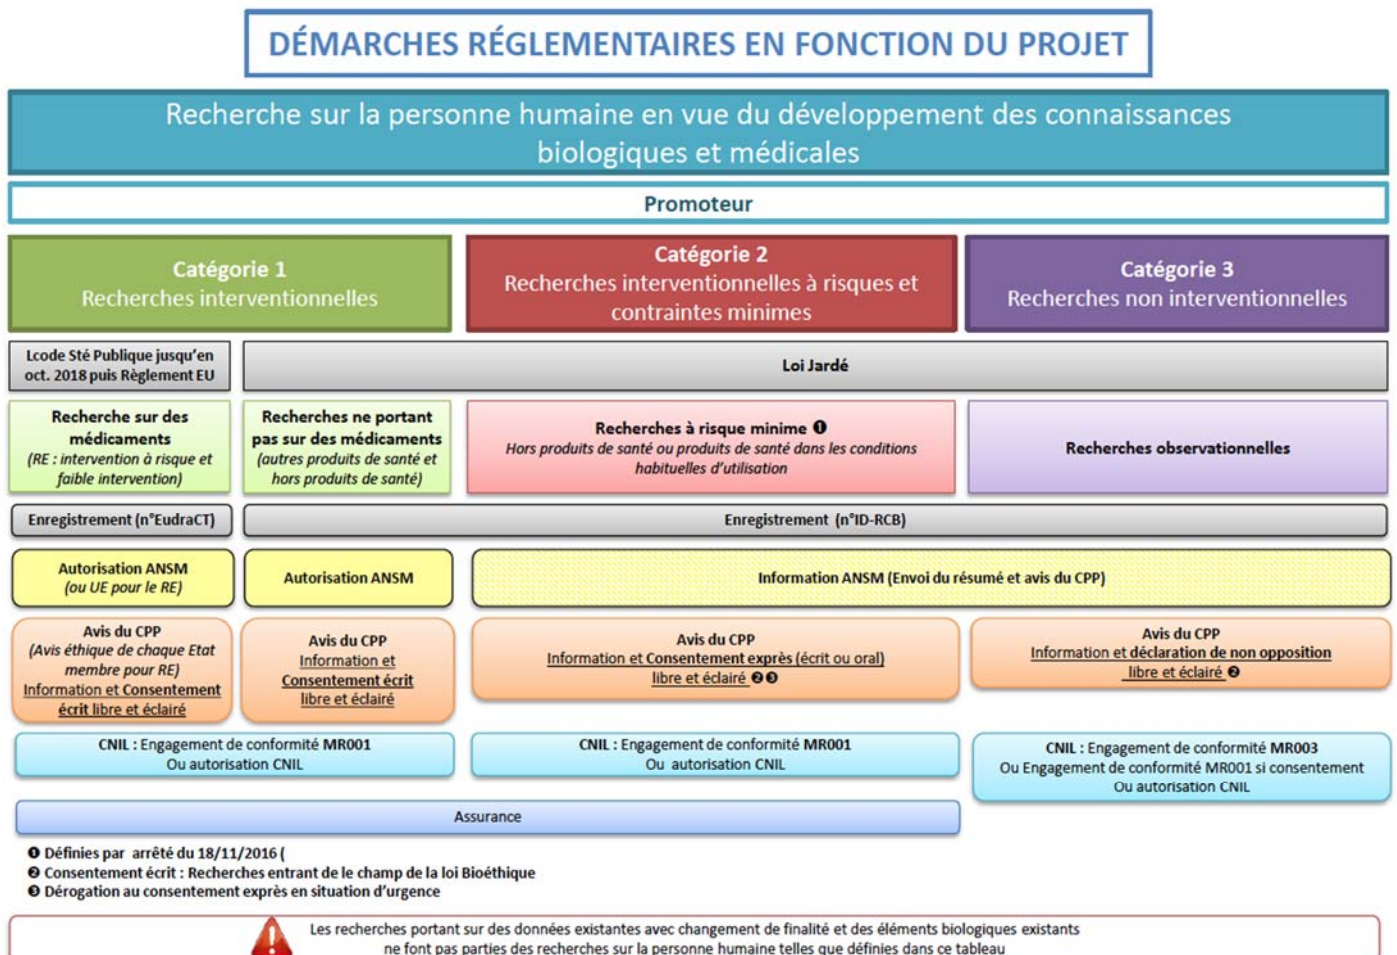 DÉMARCHES RÉGLEMENTAIRES EN FONCTION DU PROJET
Recherche sur la personne humaine en vue du développement des connaissances
biologiques et médicales
Promoteur
Catégorie 1
Recherches interventionnelles
Catégorie 2
Recherches interventionnelles à risques et
contraintes minimes
Catégorie 3
Recherches non interventionnelles
Lcode Sté Publique jusqu'en
oct. 2018 puis Règlement EU
Loi Jardé
Recherche sur des
médicaments
(RE : intervention à risque et
faible intervention)
Recherches ne portant
pas sur des médicaments
(autres produits de santé et
hors produits de santé)
Recherches à risque minime ❶
Hors produits de santé ou produits de santé dans les conditions
habituelles d'utilisation
Recherches observationnelles
Enregistrement (n°EudraCT)
Enregistrement (n°ID-RCB)
Autorisation ANSM
(ou UE pour le RE)
Autorisation ANSM
Information ANSM (Envoi du résumé et avis du CPP)
Avis du CPP
(Avis éthique de chaque Etat
membre pour RE)
Information et Consentement
écrit libre et éclairé
Avis du CPP
Information et
Consentement écrit
libre et éclairé
Avis du CPP
Information et Consentement exprès (écrit ou oral)
libre et éclairé ❷❸
Avis du CPP
Information et déclaration de non opposition
libre et éclairé ❷
CNIL : Engagement de conformité MR001
Ou autorisation CNIL
CNIL : Engagement de conformité MR001
Ou autorisation CNIL
CNIL : Engagement de conformité MR003
Ou Engagement de conformité MR001 si consentement
Ou autorisation CNIL
Assurance
❶ Définies par arrêté du 18/11/2016 (
❷ Consentement écrit : Recherches entrant de le champ de la loi Bioéthique
❸ Dérogation au consentement exprès en situation d'urgence
Les recherches portant sur des données existantes avec changement de finalité et des éléments biologiques existants
ne font pas parties des recherches sur la personne humaine telles que définies dans ce tableau